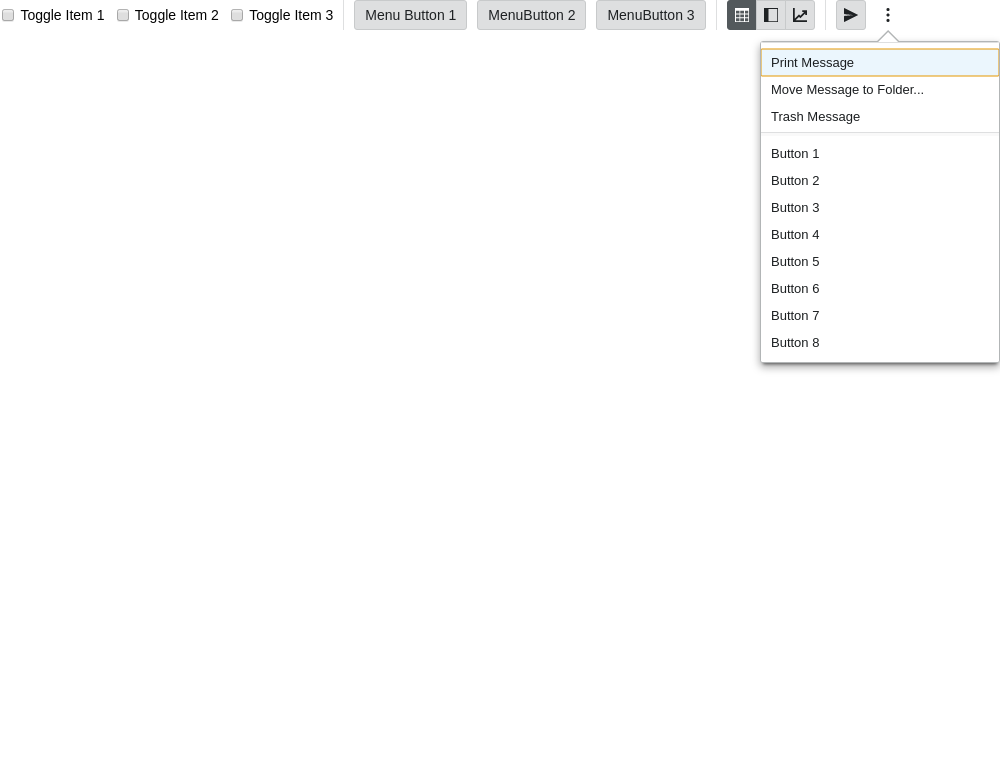 Toggle Item 1 Toggle Item 2 Toggle Item 3 Menu Button 1 MenuButton 2 MenuButton 3
Print Message
Move Message to Folder...
Trash Message
Button 1
Button 2
Button 3
Button 4
Button 5
Button 6
Button 7
Button 8